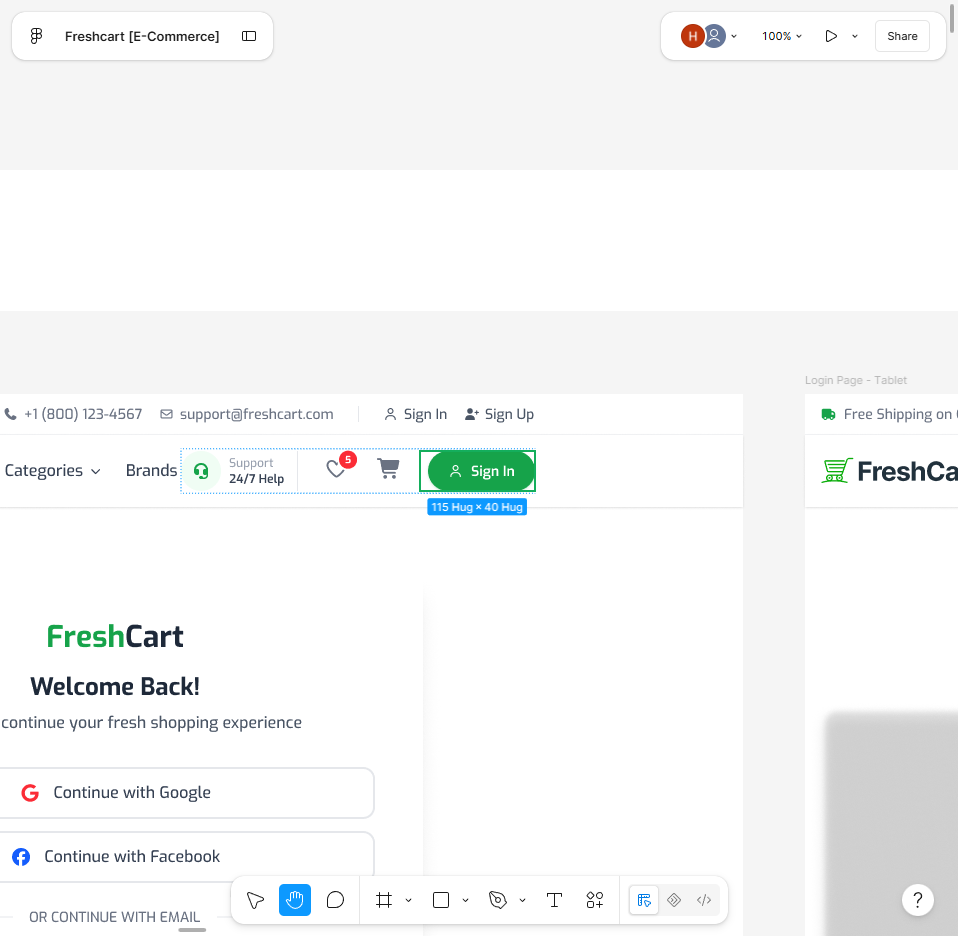 Freshcart [E-Commerce]
H
100%
Share
Login Page - Tablet
+1 (800) 123-4567
support@freshcart.com
Sign In
Sign Up
Free Shipping on
Categories
Brands
Support
24/7 Help
5
Sign In
FreshCa
115 Hug × 40 Hug
FreshCart
Welcome Back!
continue your fresh shopping experience
Continue with Google
Continue with Facebook
OR CONTINUE WITH EMAIL
?